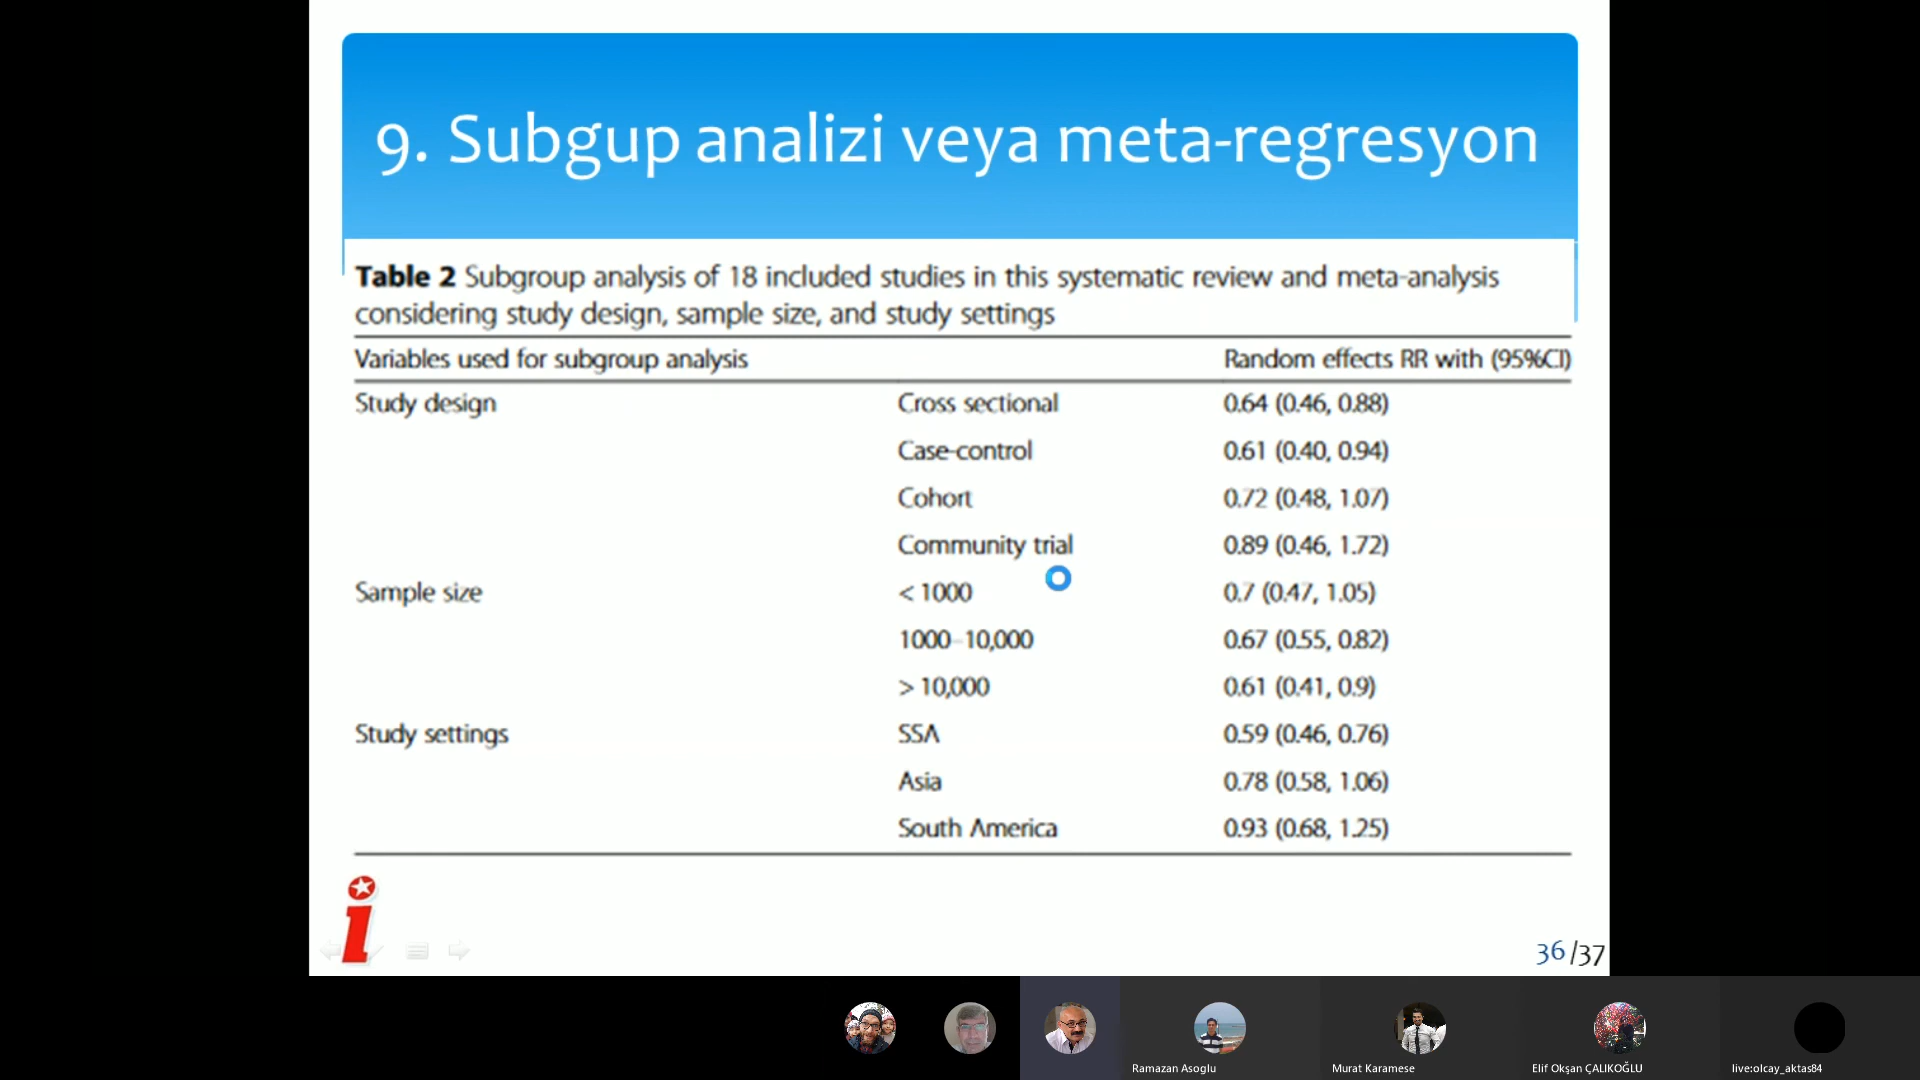 9. Subgup analizi veya meta-regresyon
Table 2 Subgroup analysis of 18 included studies in this systematic review and meta-analysis
considering study design, sample size, and study settings
Variables used for subgroup analysis Random effects RR with (95%CI)
Study design Cross sectional 0.64 (0.46, 0.88)
Case-control 0.61 (0.40, 0.94)
Cohort 0.72 (0.48, 1.07)
Community trial 0.89 (0.46, 1.72)
Sample size < 1000 0.7 (0.47, 1.05)
1000–10,000 0.67 (0.55, 0.82)
> 10,000 0.61 (0.41, 0.9)
Study settings SSA 0.59 (0.46, 0.76)
Asia 0.78 (0.58, 1.06)
South America 0.93 (0.68, 1.25)
i
36/37
Ramazan Asoglu Murat Karamese Elif Okşan ÇALIKOĞLU live:olcay_aktas84